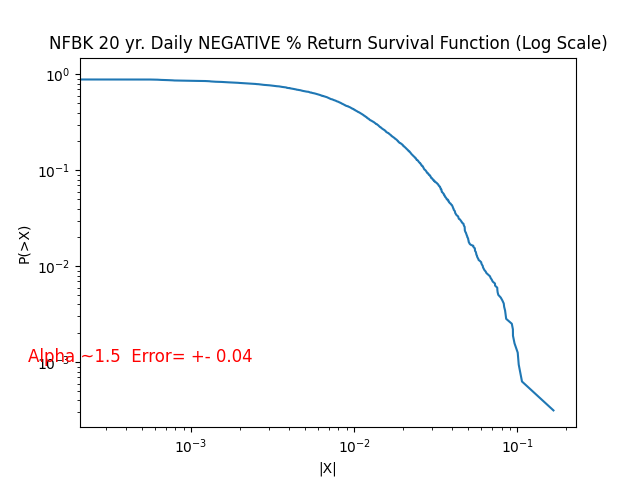 NFBK 20 yr. Daily NEGATIVE % Return Survival Function (Log Scale)
10⁰
10⁻¹
10⁻²
10⁻³
P(>X)
Alpha ~1.5  Error= +- 0.04
10⁻³
10⁻²
10⁻¹
|X|